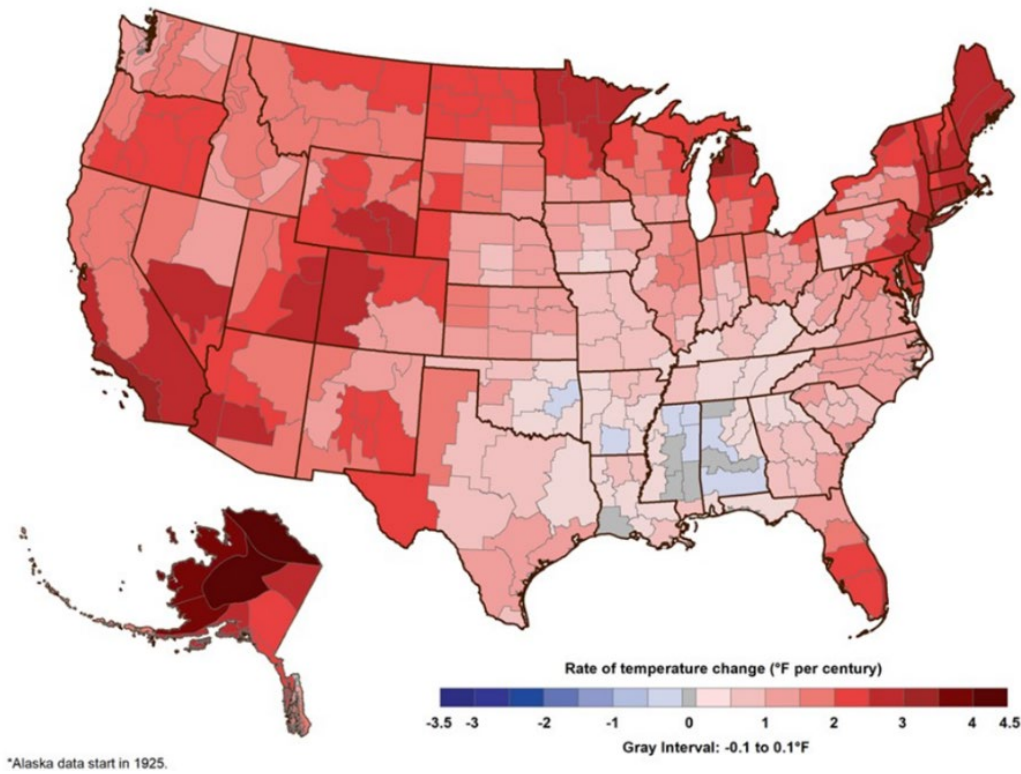 Rate of temperature change (°F per century)
-3.5 -3 -2 -1 0 1 2 3 4 4.5
Gray Interval: -0.1 to 0.1°F
*Alaska data start in 1925.